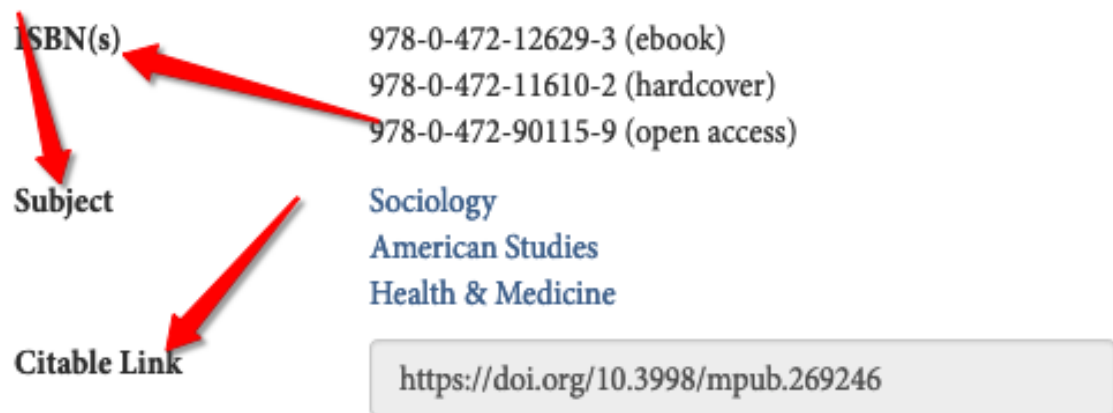 ISBN(s) 978-0-472-12629-3 (ebook)
978-0-472-11610-2 (hardcover)
978-0-472-90115-9 (open access)
Subject Sociology
American Studies
Health & Medicine
Citable Link https://doi.org/10.3998/mpub.269246